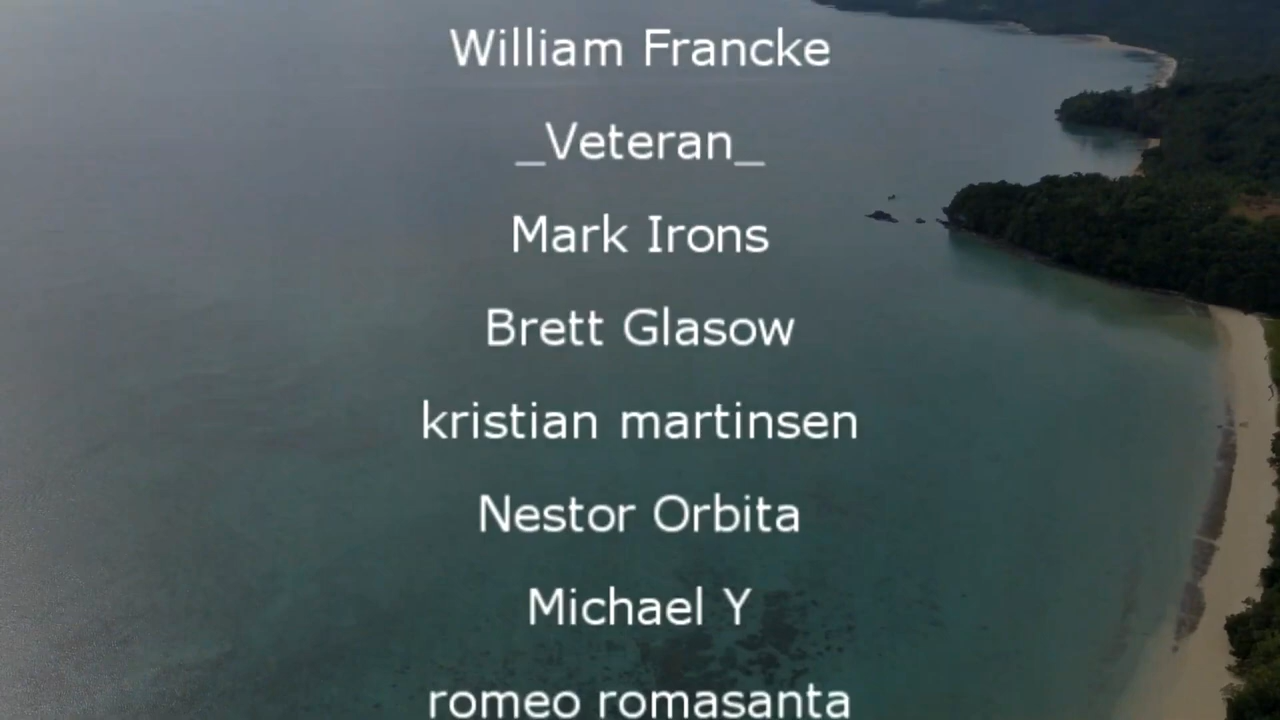 William Francke
_Veteran_
Mark Irons
Brett Glasow
kristian martinsen
Nestor Orbita
Michael Y
romeo romasanta